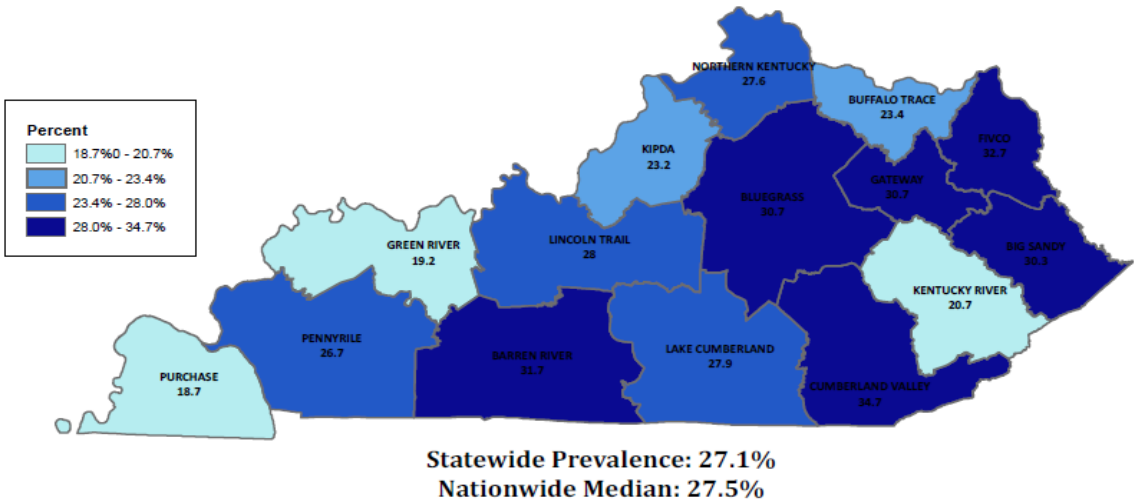 NORTHERN KENTUCKY
27.6
BUFFALO TRACE
23.4
FIVCO
32.7
Percent
18.7%0 - 20.7%
20.7% - 23.4%
23.4% - 28.0%
28.0% - 34.7%
KIPDA
23.2
GATEWAY
30.7
BLUEGRASS
30.7
GREEN RIVER
19.2
LINCOLN TRAIL
28
BIG SANDY
30.3
KENTUCKY RIVER
20.7
PENNYRILE
26.7
BARREN RIVER
31.7
LAKE CUMBERLAND
27.9
PURCHASE
18.7
CUMBERLAND VALLEY
34.7
Statewide Prevalence: 27.1%
Nationwide Median: 27.5%